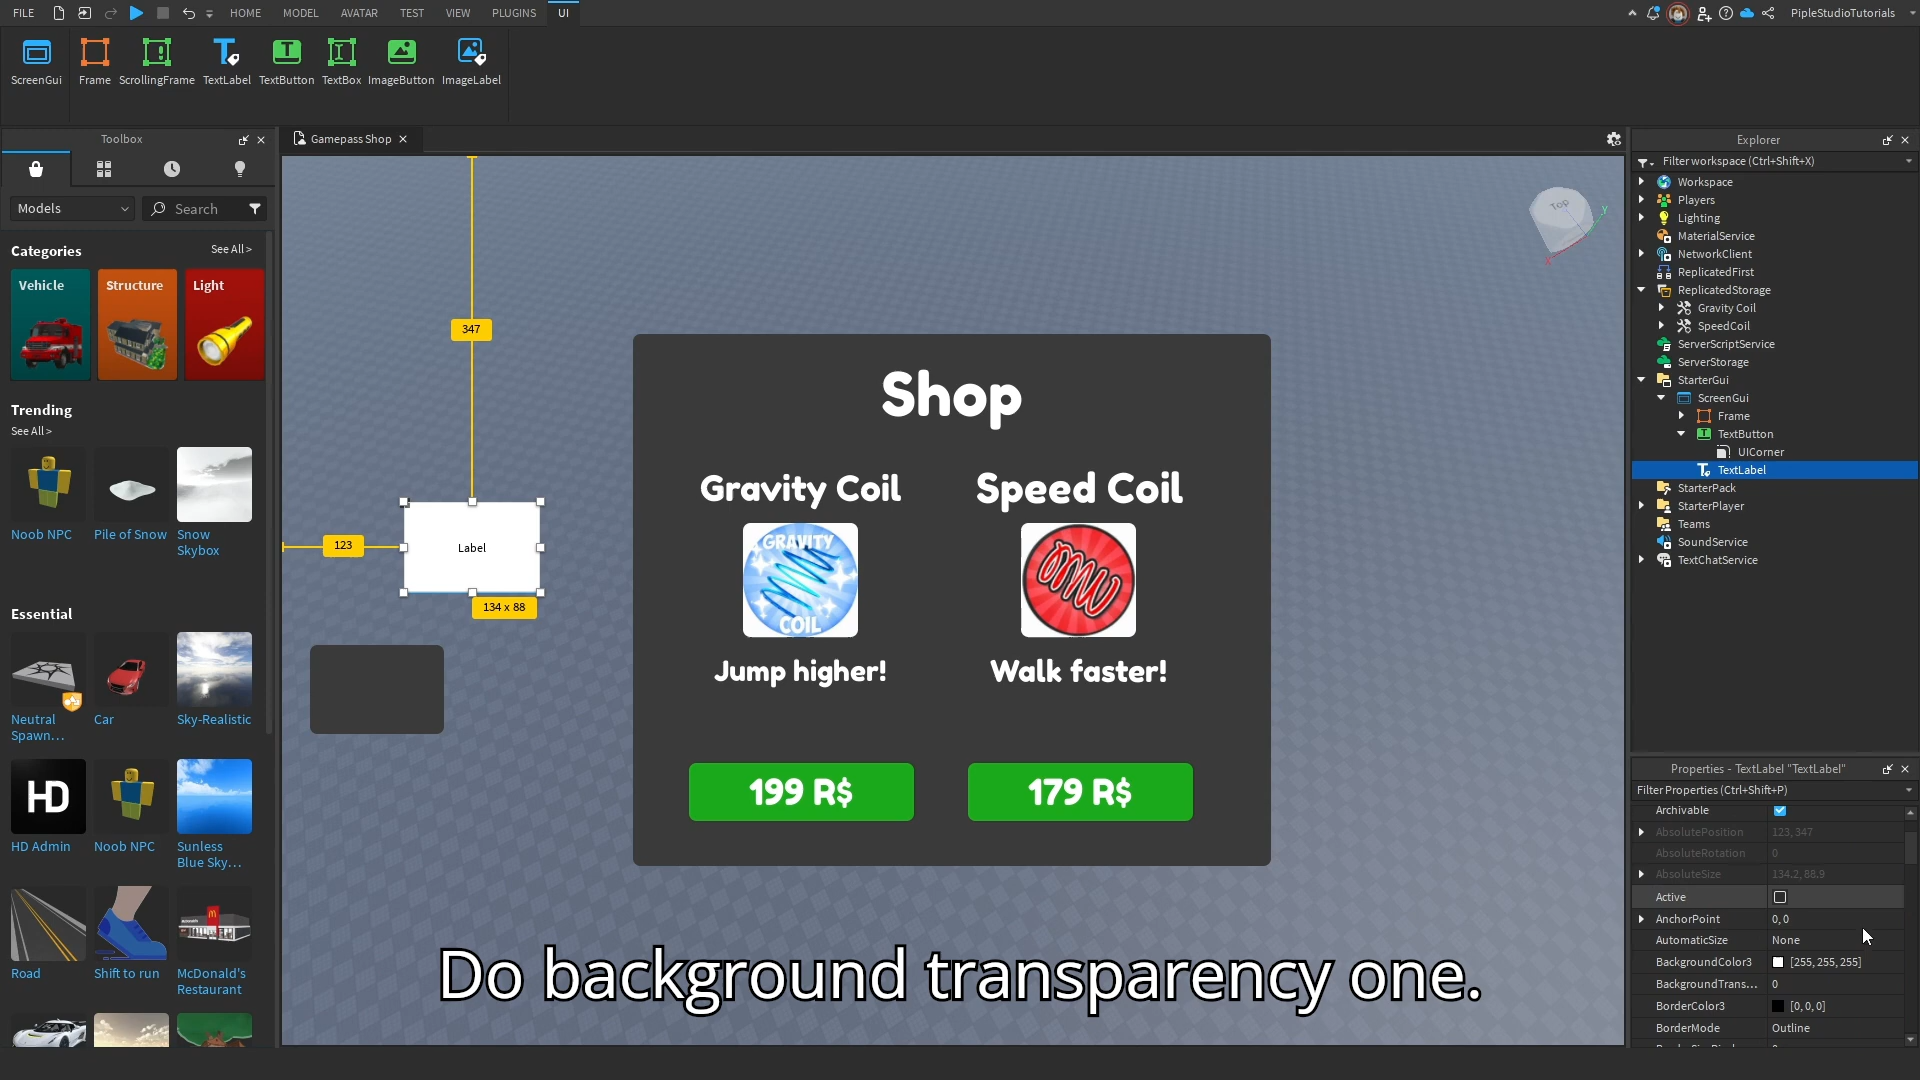 FILE
HOME
MODEL
AVATAR
TEST
VIEW
PLUGINS
UI
PipleStudioTutorials
ScreenGui
Frame
ScrollingFrame
TextLabel
TextButton
TextBox
ImageButton
ImageLabel
Toolbox
Models
Search
Categories
See All >
Vehicle
Structure
Light
Trending
See All >
Noob NPC
Pile of Snow
Snow
Skybox
Essential
Neutral
Spawn...
Car
Sky-Realistic
HD
HD Admin
Noob NPC
Sunless
Blue Sky...
Road
Shift to run
McDonald's
Restaurant
Gamepass Shop
Top
347
123
Label
134 x 88
Shop
Gravity Coil
Speed Coil
GRAVITY
COIL
Jump higher!
Walk faster!
199 R$
179 R$
Do background transparency one.
Explorer
Filter workspace (Ctrl+Shift+X)
Workspace
Players
Lighting
MaterialService
NetworkClient
ReplicatedFirst
ReplicatedStorage
Gravity Coil
SpeedCoil
ServerScriptService
ServerStorage
StarterGui
ScreenGui
Frame
TextButton
UICorner
TextLabel
StarterPack
StarterPlayer
Teams
SoundService
TextChatService
Properties - TextLabel "TextLabel"
Filter Properties (Ctrl+Shift+P)
Archivable
AbsolutePosition 123, 347
AbsoluteRotation 0
AbsoluteSize 134.2, 88.9
Active
AnchorPoint 0, 0
AutomaticSize None
BackgroundColor3 [255, 255, 255]
BackgroundTrans... 0
BorderColor3 [0, 0, 0]
BorderMode Outline